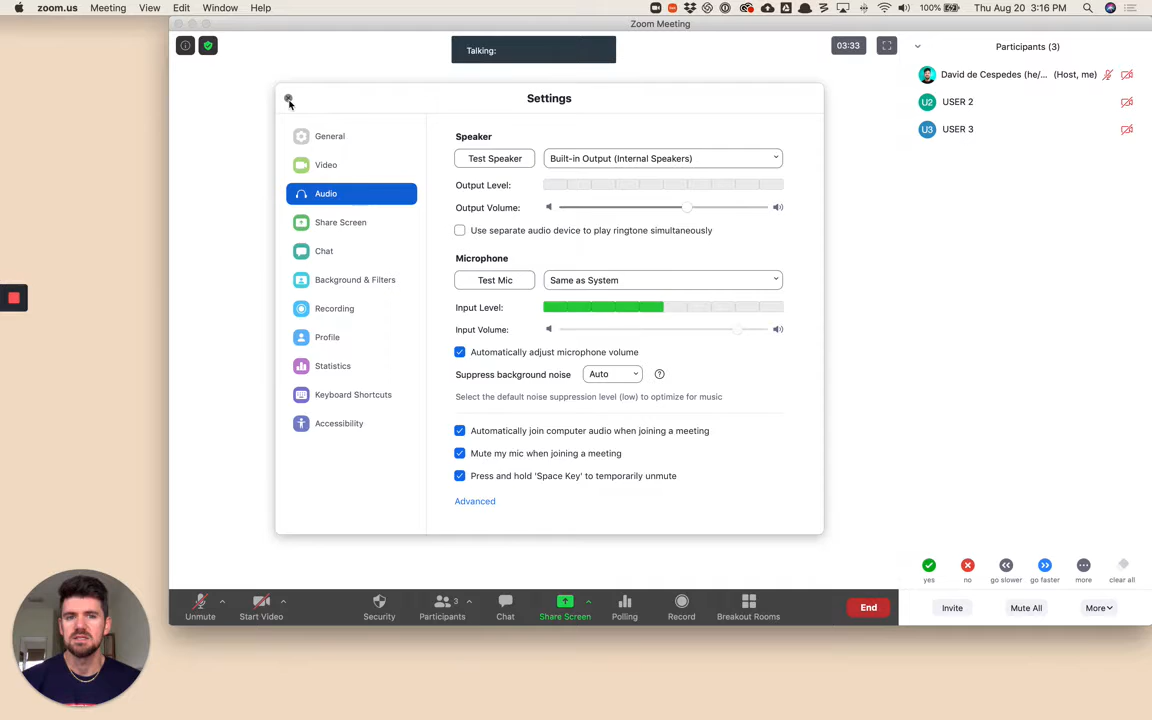 zoom.us Meeting View Edit Window Help
100% Thu Aug 20 3:16 PM
Zoom Meeting
Talking:
03:33
Participants (3)
David de Cespedes (he/... (Host, me)
U2 USER 2
U3 USER 3
Settings
General
Video
Audio
Share Screen
Chat
Background & Filters
Recording
Profile
Statistics
Keyboard Shortcuts
Accessibility
Speaker
Test Speaker Built-in Output (Internal Speakers)
Output Level:
Output Volume:
Use separate audio device to play ringtone simultaneously
Microphone
Test Mic Same as System
Input Level:
Input Volume:
Automatically adjust microphone volume
Suppress background noise Auto
Select the default noise suppression level (low) to optimize for music
Automatically join computer audio when joining a meeting
Mute my mic when joining a meeting
Press and hold 'Space Key' to temporarily unmute
Advanced
yes no go slower go faster more clear all
Unmute Start Video Security Participants 3 Chat Share Screen Polling Record Breakout Rooms End
Invite Mute All More